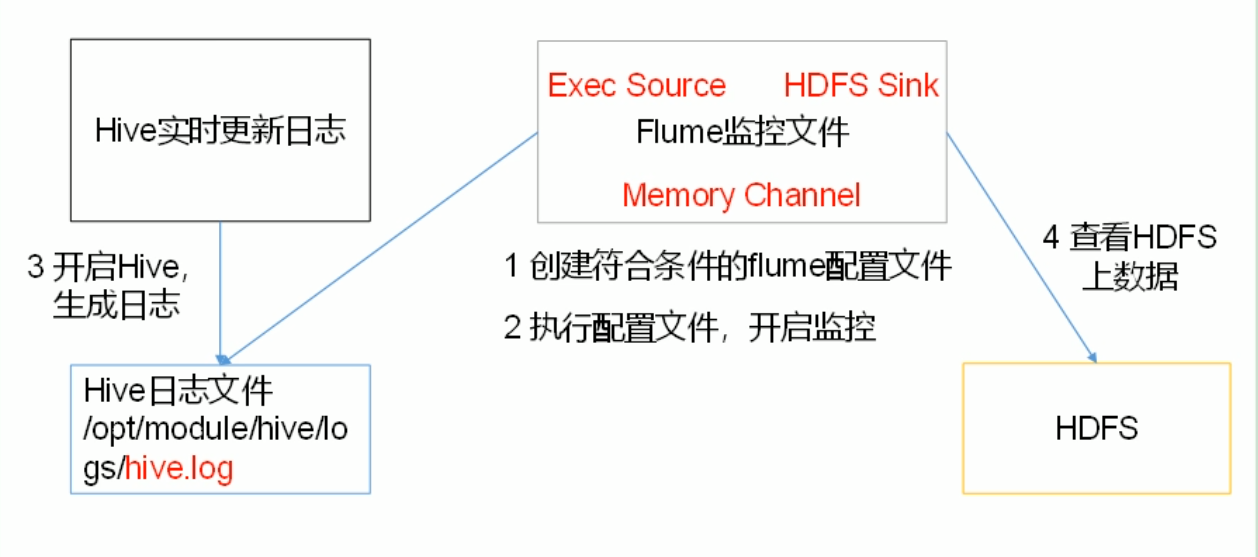 Hive实时更新日志
Exec Source HDFS Sink
Flume监控文件
Memory Channel
3 开启Hive,
生成日志
1 创建符合条件的flume配置文件
2 执行配置文件，开启监控
4 查看HDFS
上数据
Hive日志文件
/opt/module/hive/lo
gs/hive.log
HDFS